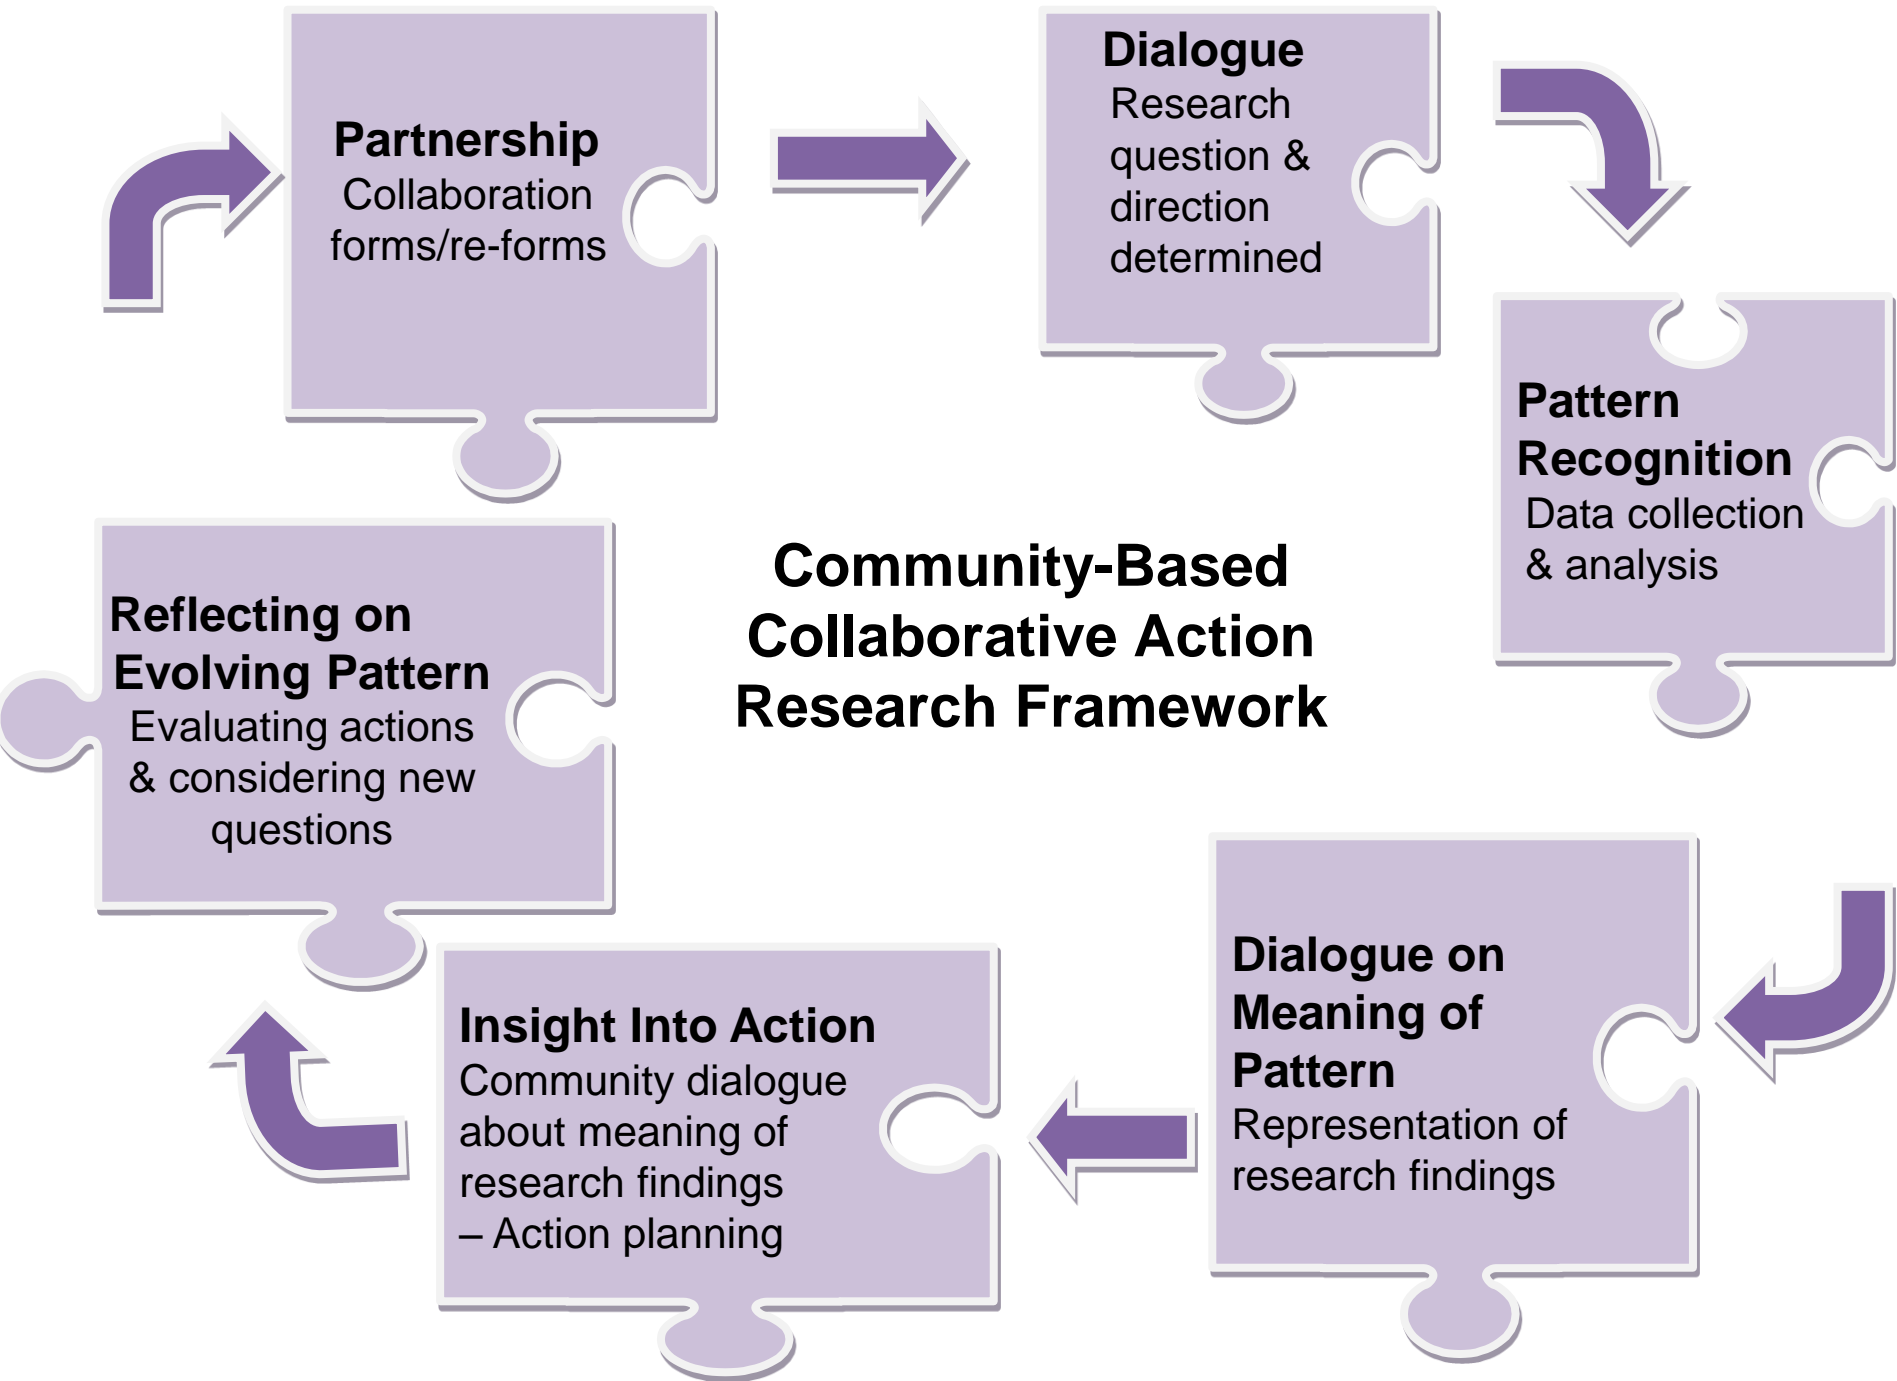 Partnership
Collaboration
forms/re-forms
Dialogue
Research
question &
direction
determined
Pattern
Recognition
Data collection
& analysis
Community-Based
Collaborative Action
Research Framework
Reflecting on
Evolving Pattern
Evaluating actions
& considering new
questions
Dialogue on
Meaning of
Pattern
Representation of
research findings
Insight Into Action
Community dialogue
about meaning of
research findings
– Action planning